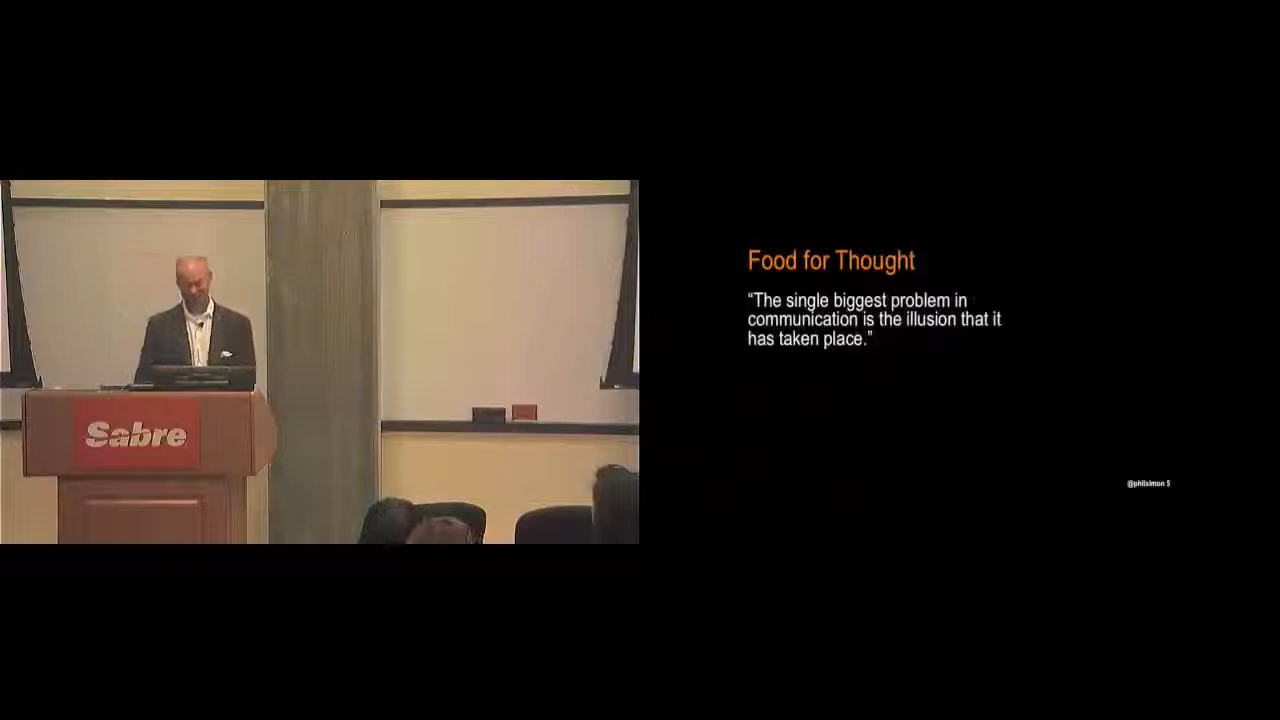 Sabre
Food for Thought
“The single biggest problem in
communication is the illusion that it
has taken place.”
@philsimon 5